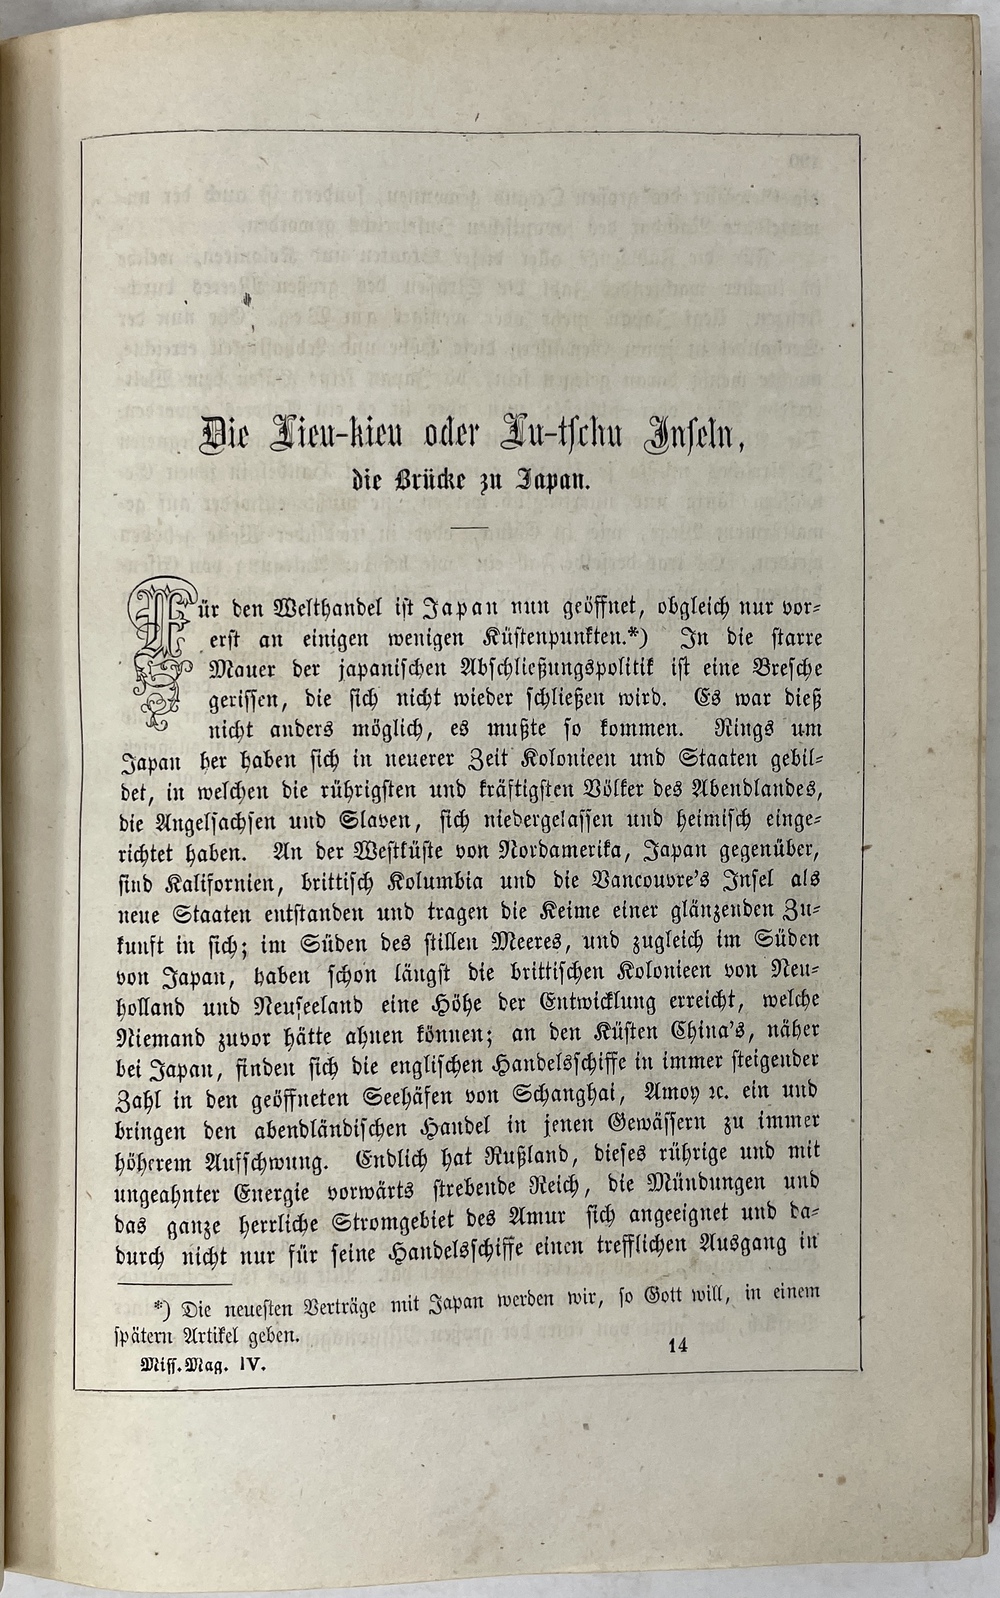 Die Lieu-kieu oder Lu-tschu Inseln,
die Brücke zu Japan.
Für den Welthandel ist Japan nun geöffnet, obgleich nur vor=
erst an einigen wenigen Küstenpunkten.*) In die starre
Mauer der japanischen Abschließungspolitik ist eine Bresche
gerissen, die sich nicht wieder schließen wird. Es war dieß
nicht anders möglich, es mußte so kommen. Rings um
Japan her haben sich in neuerer Zeit Kolonieen und Staaten gebil=
det, in welchen die rührigsten und kräftigsten Völker des Abendlandes,
die Angelsachsen und Slaven, sich niedergelassen und heimisch einge=
richtet haben. An der Westküste von Nordamerika, Japan gegenüber,
sind Kalifornien, brittisch Kolumbia und die Vancouvre's Insel als
neue Staaten entstanden und tragen die Keime einer glänzenden Zu=
kunft in sich; im Süden des stillen Meeres, und zugleich im Süden
von Japan, haben schon längst die brittischen Kolonieen von Neu=
holland und Neuseeland eine Höhe der Entwicklung erreicht, welche
Niemand zuvor hätte ahnen können; an den Küsten China's, näher
bei Japan, finden sich die englischen Handelsschiffe in immer steigender
Zahl in den geöffneten Seehäfen von Schanghai, Amoy ꝛc. ein und
bringen den abendländischen Handel in jenen Gewässern zu immer
höherem Aufschwung. Endlich hat Rußland, dieses rührige und mit
ungeahnter Energie vorwärts strebende Reich, die Mündungen und
das ganze herrliche Stromgebiet des Amur sich angeeignet und da=
durch nicht nur für seine Handelsschiffe einen trefflichen Ausgang in
*) Die neuesten Verträge mit Japan werden wir, so Gott will, in einem
spätern Artikel geben.
Miss. Mag. IV. 14